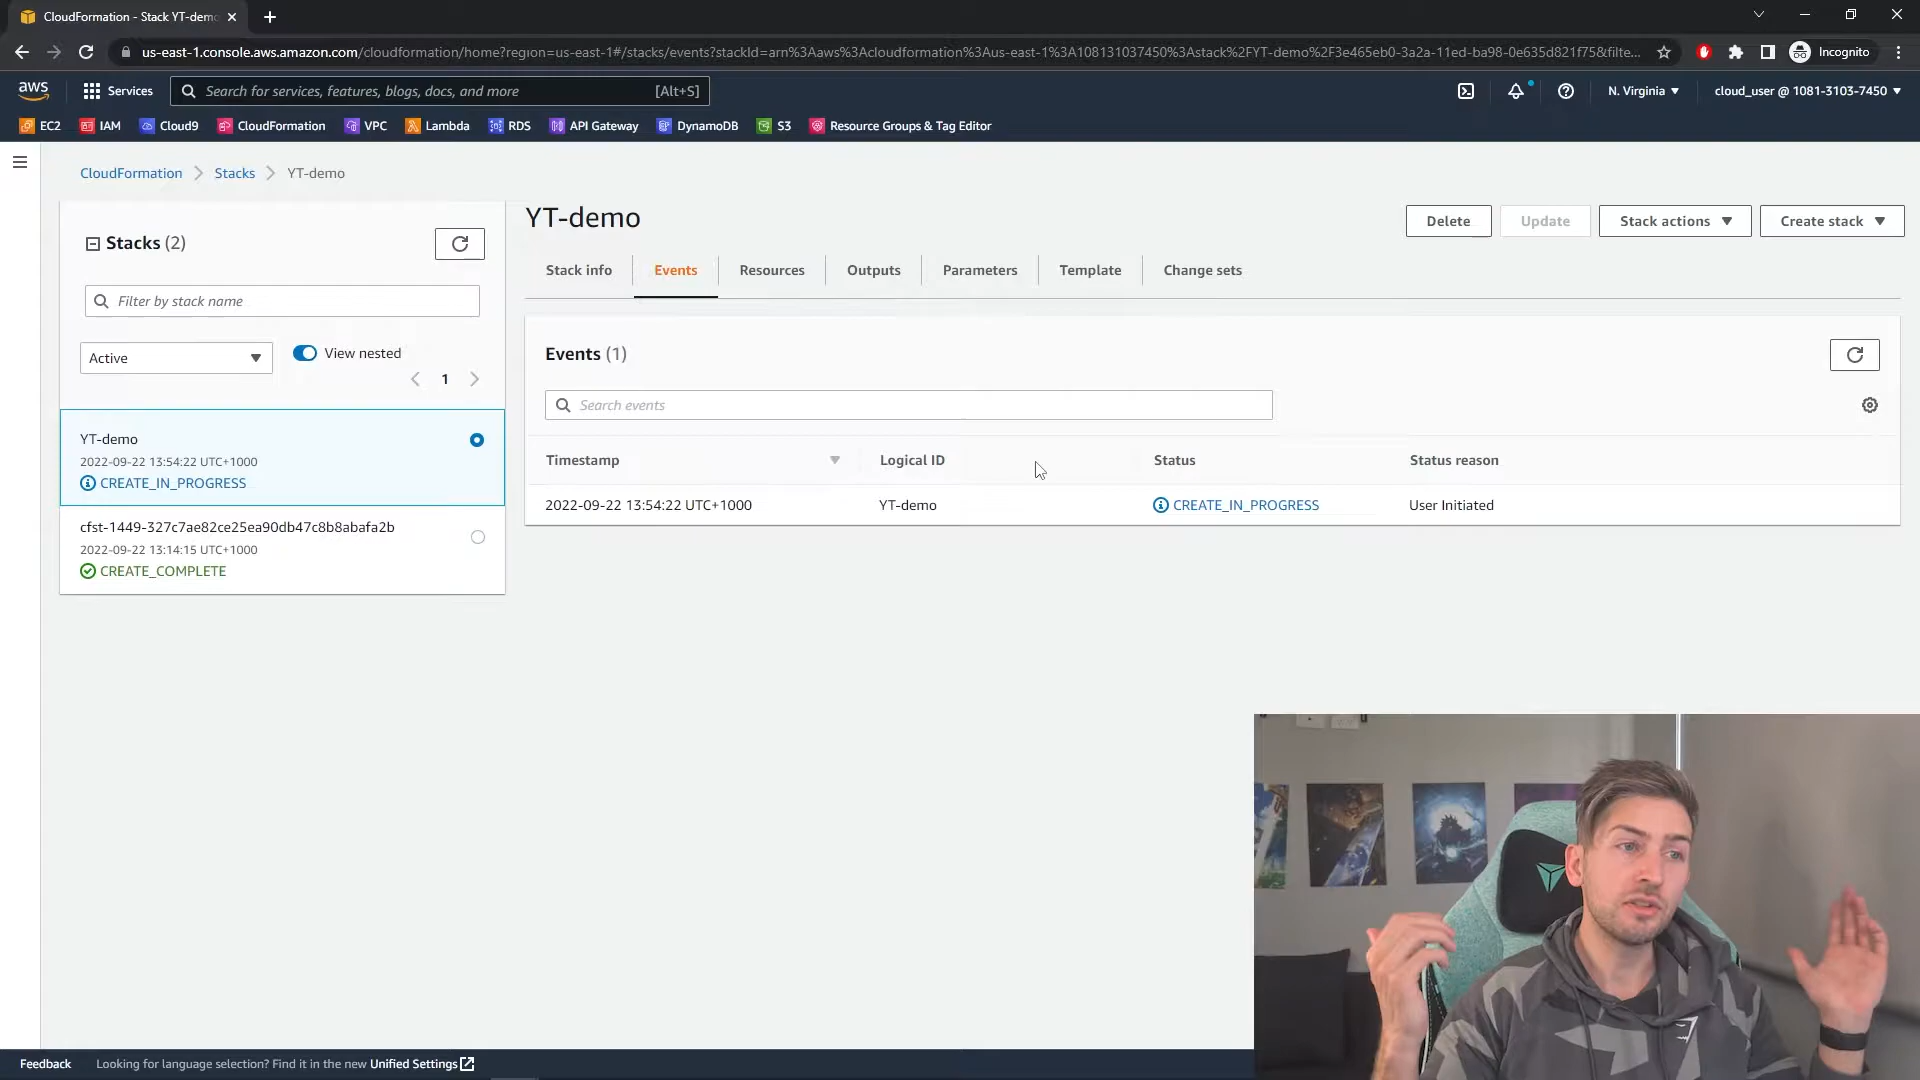 CloudFormation - Stack YT-demo
us-east-1.console.aws.amazon.com/cloudformation/home?region=us-east-1#/stacks/events?stackId=arn%3Aaws%3Acloudformation%3Aus-east-1%3A108131037450%3Astack%2FYT-demo%2F3e465eb0-3a2a-11ed-ba98-0e635d821f75&filte...
Incognito
aws
Services
Search for services, features, blogs, docs, and more
[Alt+S]
N. Virginia
cloud_user @ 1081-3103-7450
EC2
IAM
Cloud9
CloudFormation
VPC
Lambda
RDS
API Gateway
DynamoDB
S3
Resource Groups & Tag Editor
CloudFormation
Stacks
YT-demo
Stacks (2)
Filter by stack name
Active
View nested
1
YT-demo
2022-09-22 13:54:22 UTC+1000
CREATE_IN_PROGRESS
cfst-1449-327c7ae82ce25ea90db47c8b8abafa2b
2022-09-22 13:14:15 UTC+1000
CREATE_COMPLETE
YT-demo
Delete
Update
Stack actions
Create stack
Stack info
Events
Resources
Outputs
Parameters
Template
Change sets
Events (1)
Search events
Timestamp
Logical ID
Status
Status reason
2022-09-22 13:54:22 UTC+1000
YT-demo
CREATE_IN_PROGRESS
User Initiated
Feedback
Looking for language selection? Find it in the new Unified Settings